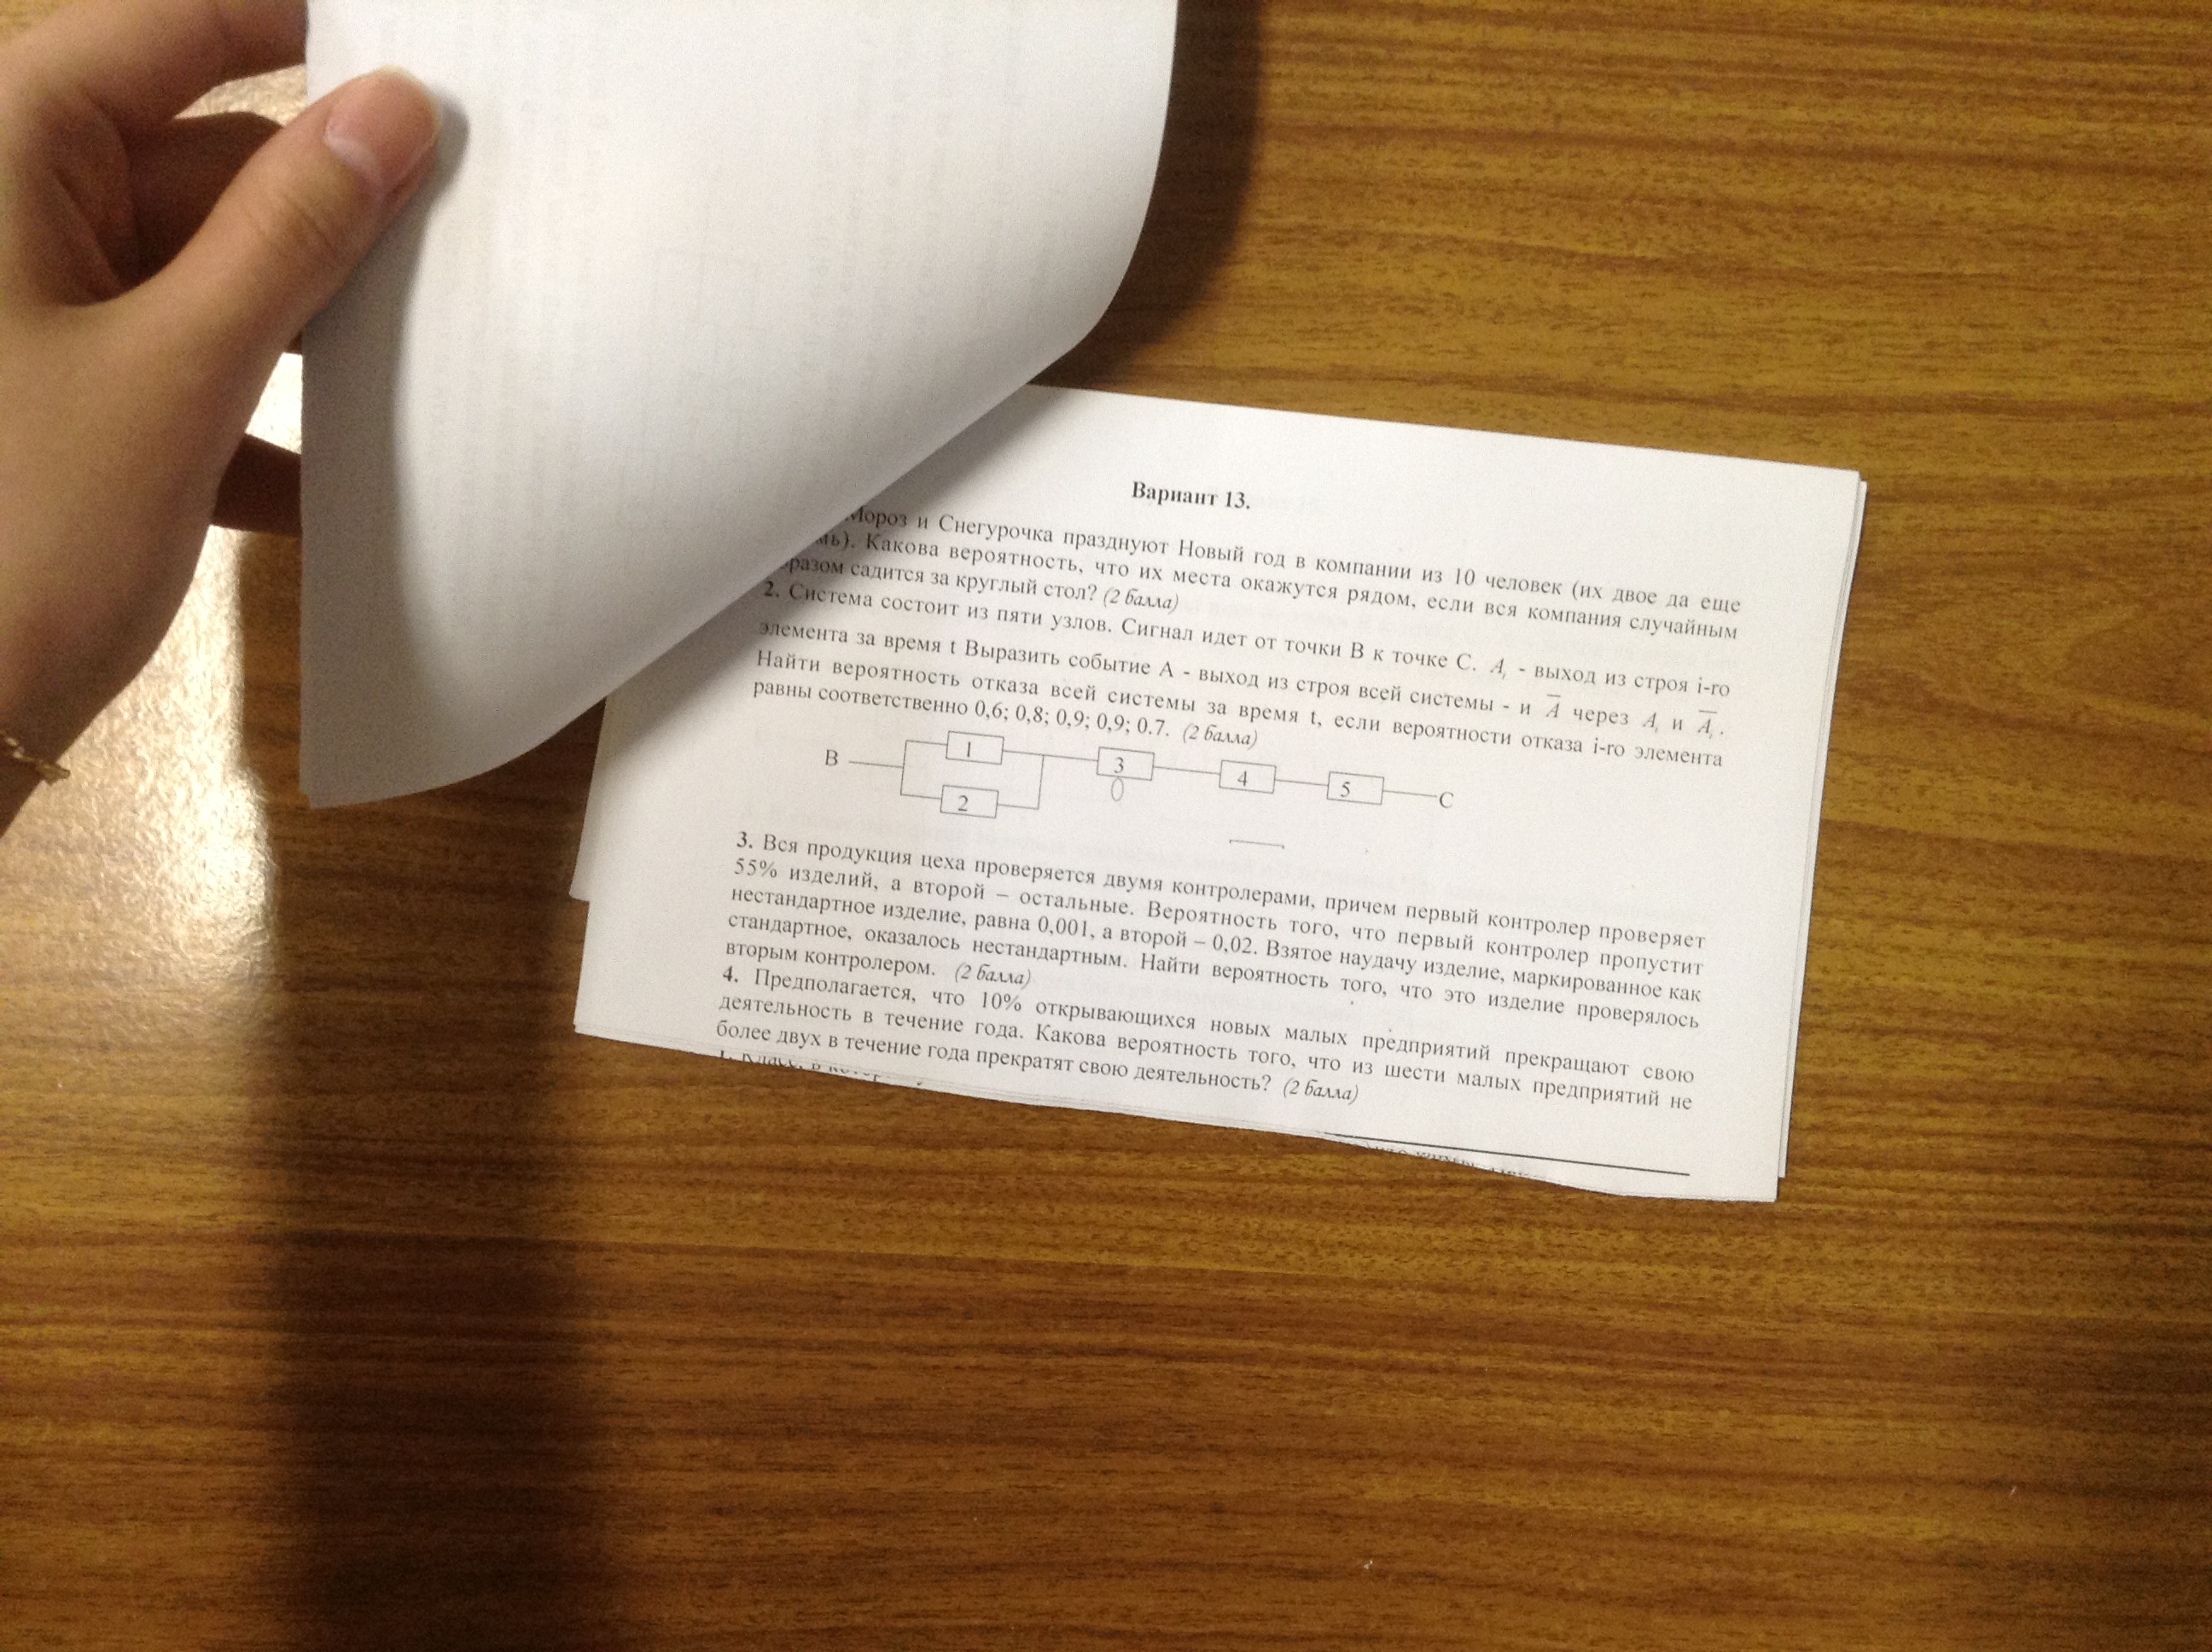 Вариант 13.
Мороз и Снегурочка празднуют Новый год в компании из 10 человек (их двое да еще
мь). Какова вероятность, что их места окажутся рядом, если вся компания случайным
разом садится за круглый стол? (2 балла)
2. Система состоит из пяти узлов. Сигнал идет от точки В к точке С. Aᵢ - выход из строя i-го
элемента за время t Выразить событие А - выход из строя всей системы - и A̅ через Aᵢ и A̅ᵢ.
Найти вероятность отказа всей системы за время t, если вероятности отказа i-го элемента
равны соответственно 0,6; 0,8; 0,9; 0,9; 0.7. (2 балла)
В 1 2 3 4 5 С
3. Вся продукция цеха проверяется двумя контролерами, причем первый контролер проверяет
55% изделий, а второй – остальные. Вероятность того, что первый контролер пропустит
нестандартное изделие, равна 0,001, а второй – 0,02. Взятое наудачу изделие, маркированное как
стандартное, оказалось нестандартным. Найти вероятность того, что это изделие проверялось
вторым контролером. (2 балла)
4. Предполагается, что 10% открывающихся новых малых предприятий прекращают свою
деятельность в течение года. Какова вероятность того, что из шести малых предприятий не
более двух в течение года прекратят свою деятельность? (2 балла)